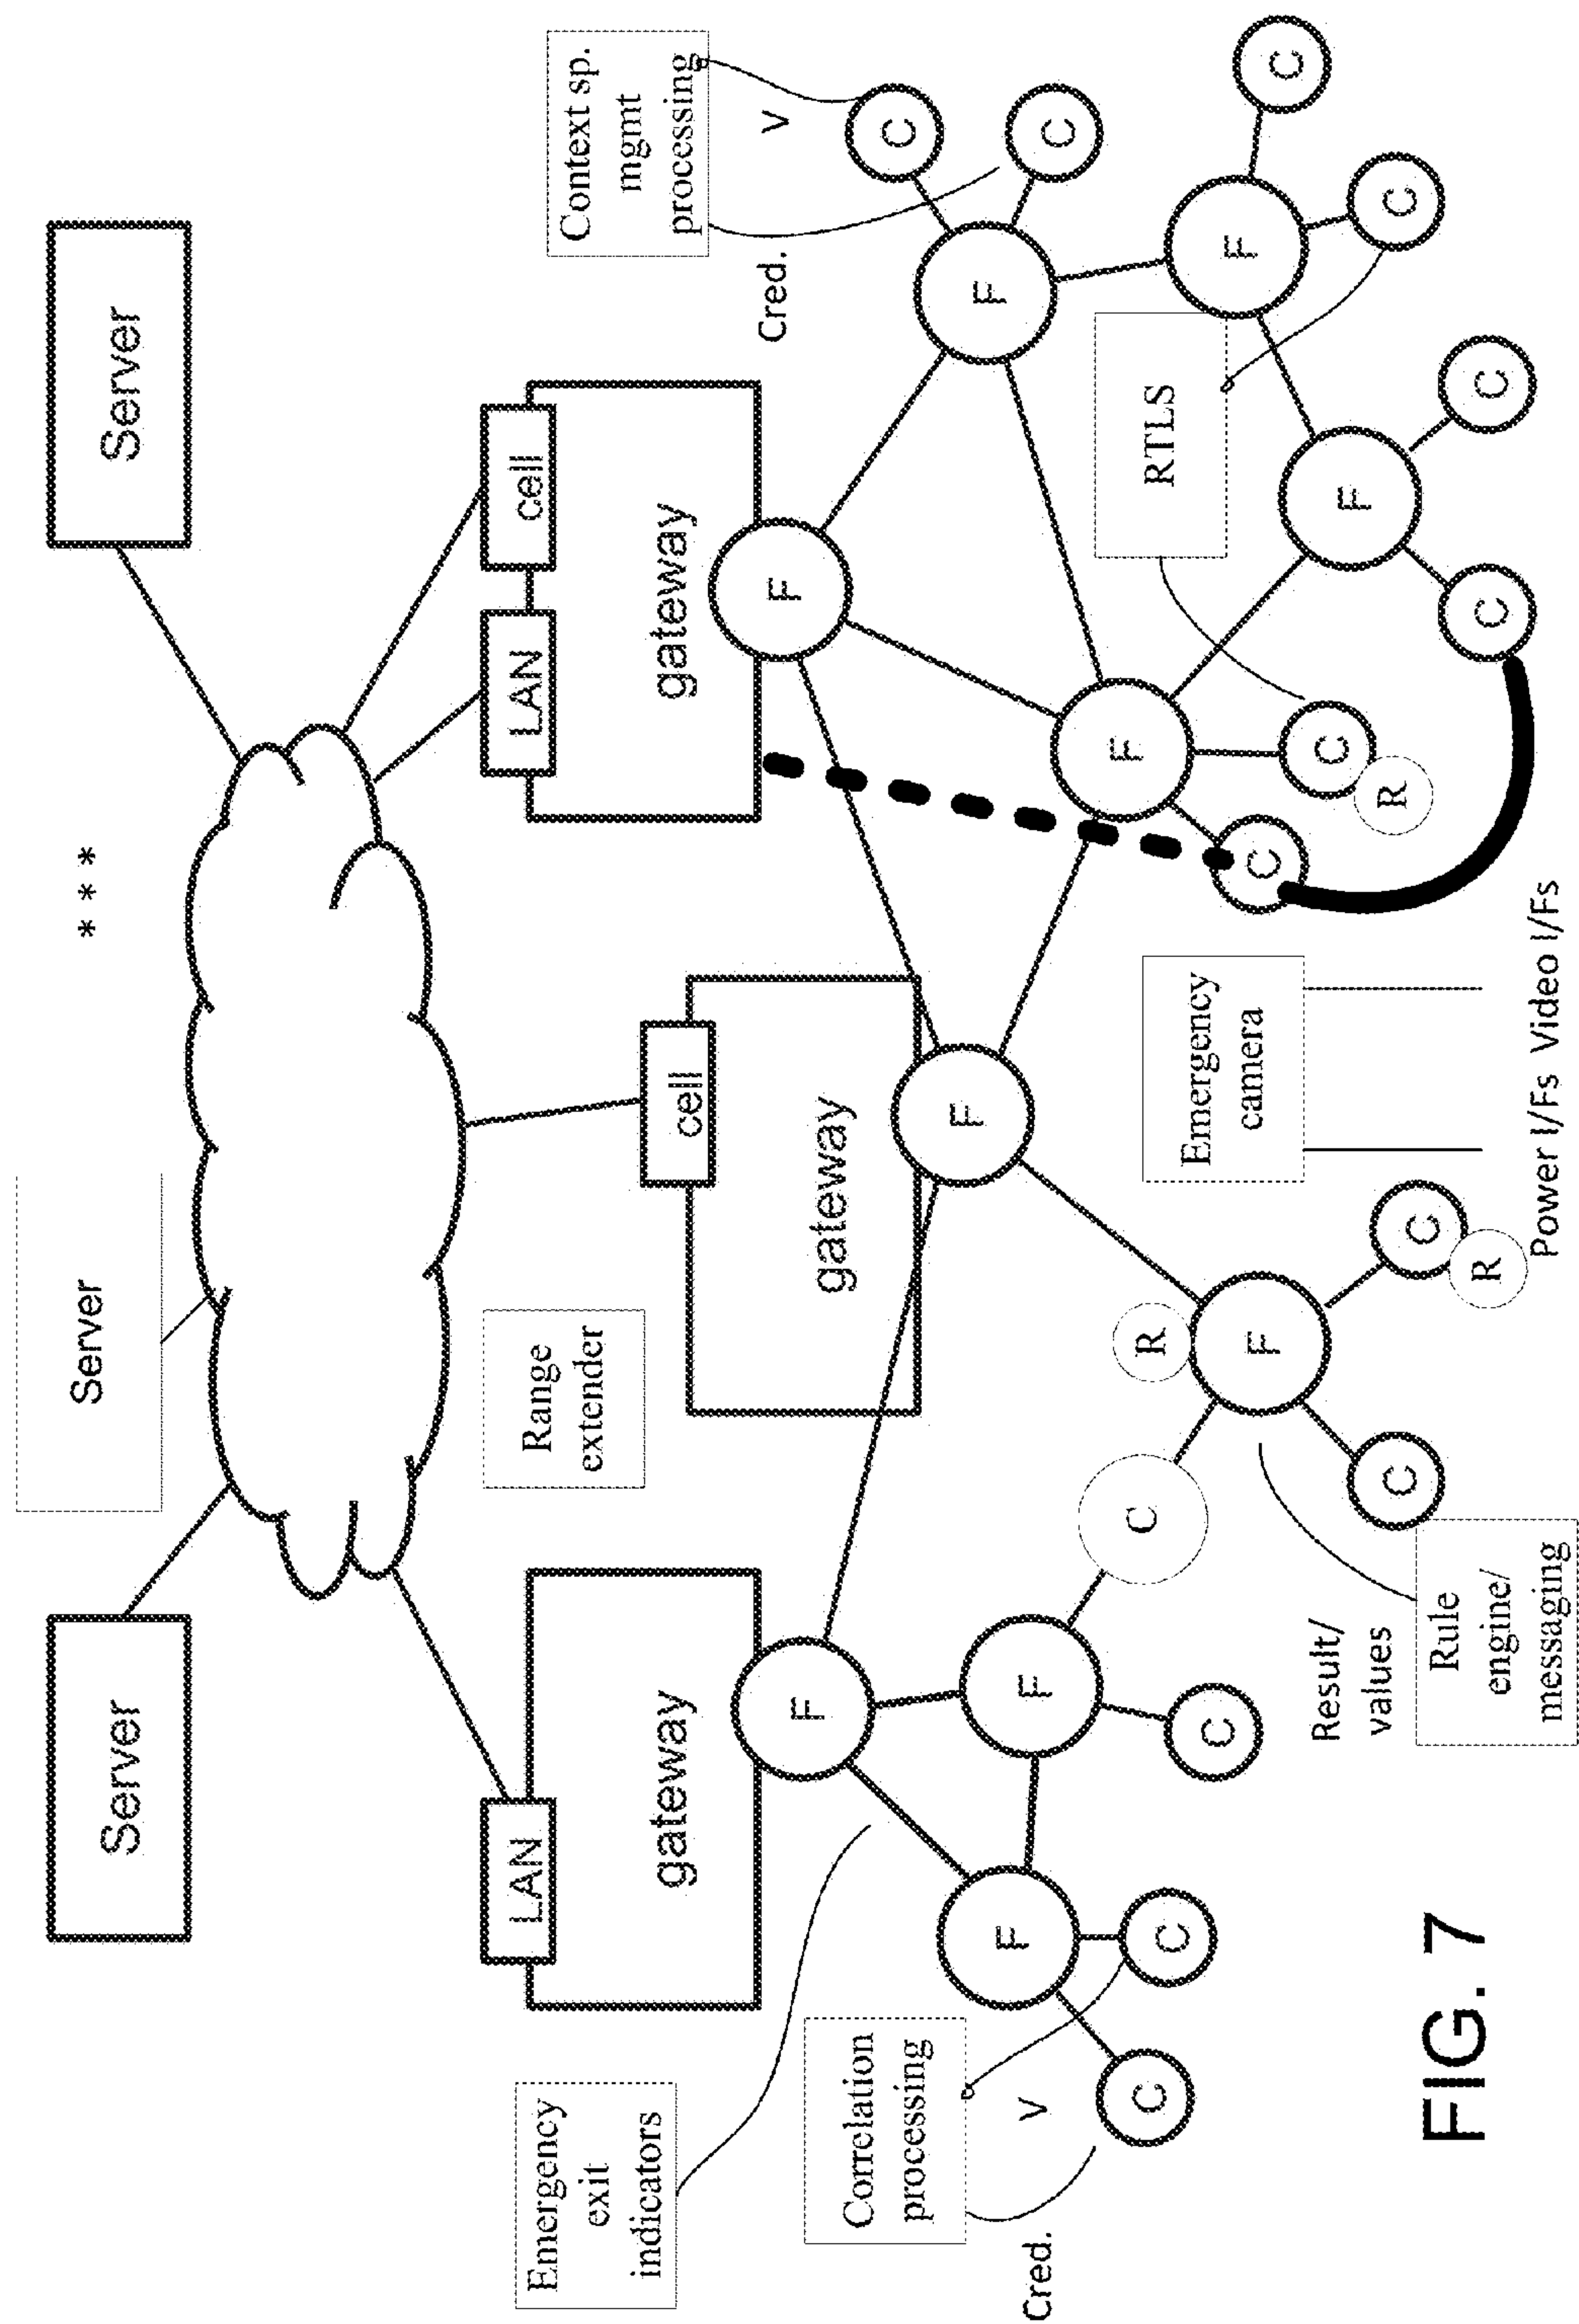 Server
Server
* * *
Server
Emergency
exit
indicators
LAN
gateway
Range
extender
cell
gateway
LAN
cell
gateway
Context sp.
mgmt
processing
Cred.
V
F
F
F
Correlation
processing
Cred.
V
F
F
F
F
C
C
F
F
C
C
C
C
R
F
C
C
R
Emergency
camera
C
C
R
RTLS
F
C
C
C
C
Result/
values
Rule
engine/
messaging
Power I/Fs
Video I/Fs
FIG. 7